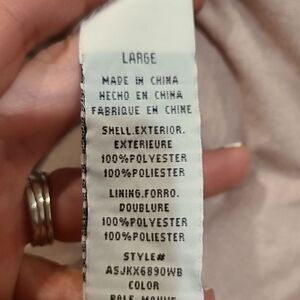 LARGE
MADE IN CHINA
HECHO EN CHINA
FABRIQUE EN CHINE
SHELL.EXTERIOR.
EXTERIEURE
100%POLYESTER
100%POLIESTER
LINING.FORRO.
DOUBLURE
100%POLYESTER
100%POLIESTER
STYLE#
ASJKX6890WB
COLOR
PALE MAUVE